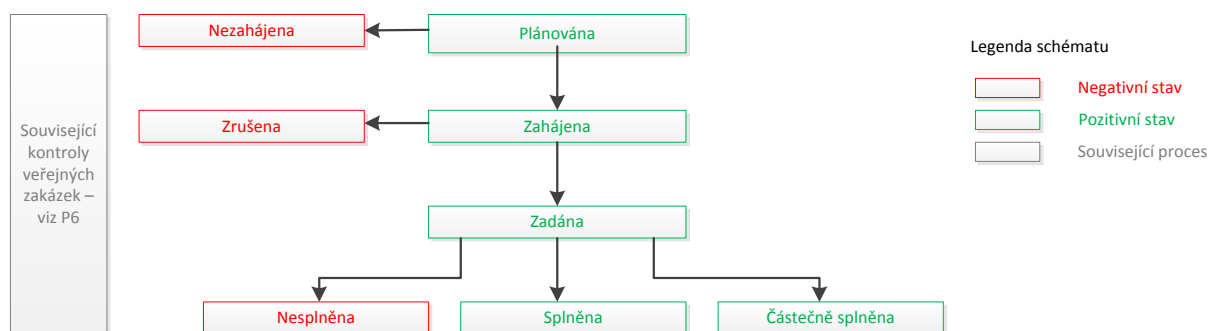 Související
kontroly
veřejných
zakázek –
viz P6
Nezahájena
Plánována
Zrušena
Zahájena
Zadána
Nesplněna
Splněna
Částečně splněna
Legenda schématu
Negativní stav
Pozitivní stav
Související proces